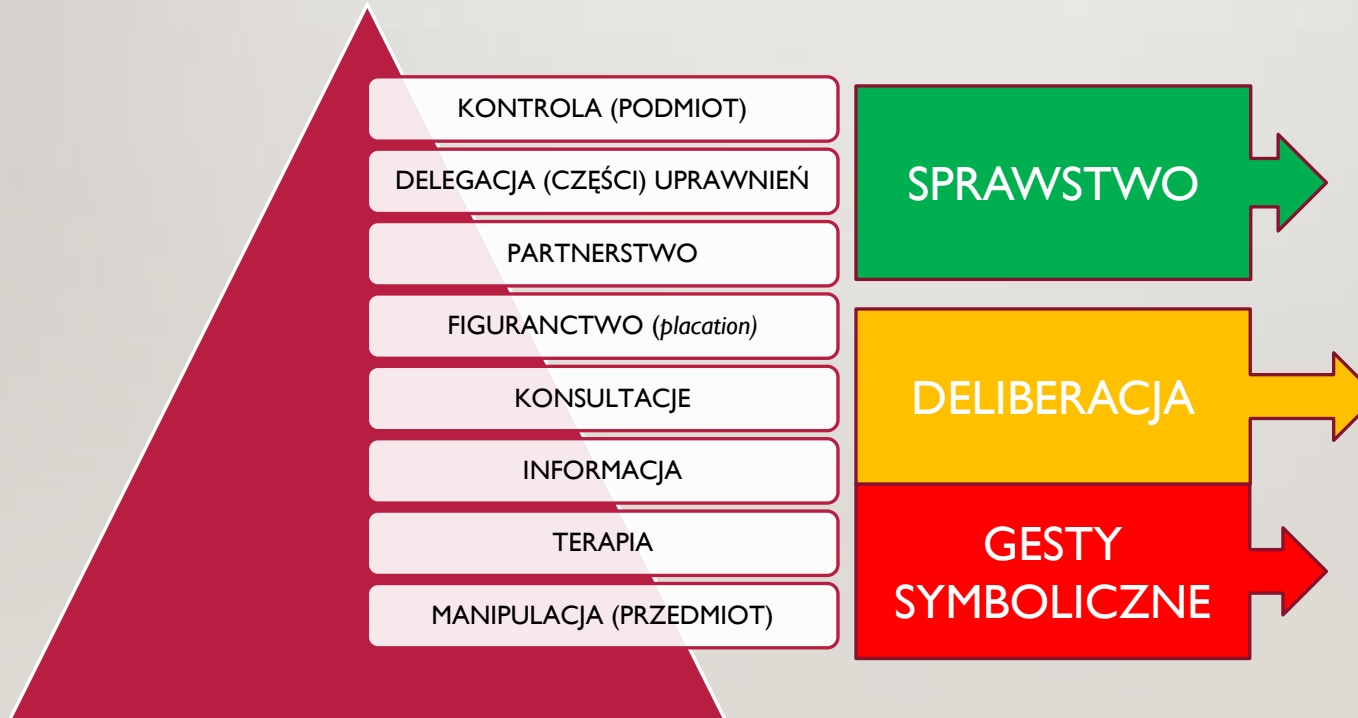 KONTROLA (PODMIOT)
DELEGACJA (CZĘŚCI) UPRAWNIEŃ
PARTNERSTWO
FIGURANCTWO (placation)
KONSULTACJE
INFORMACJA
TERAPIA
MANIPULACJA (PRZEDMIOT)
SPRAWSTWO
DELIBERACJA
GESTY
SYMBOLICZNE